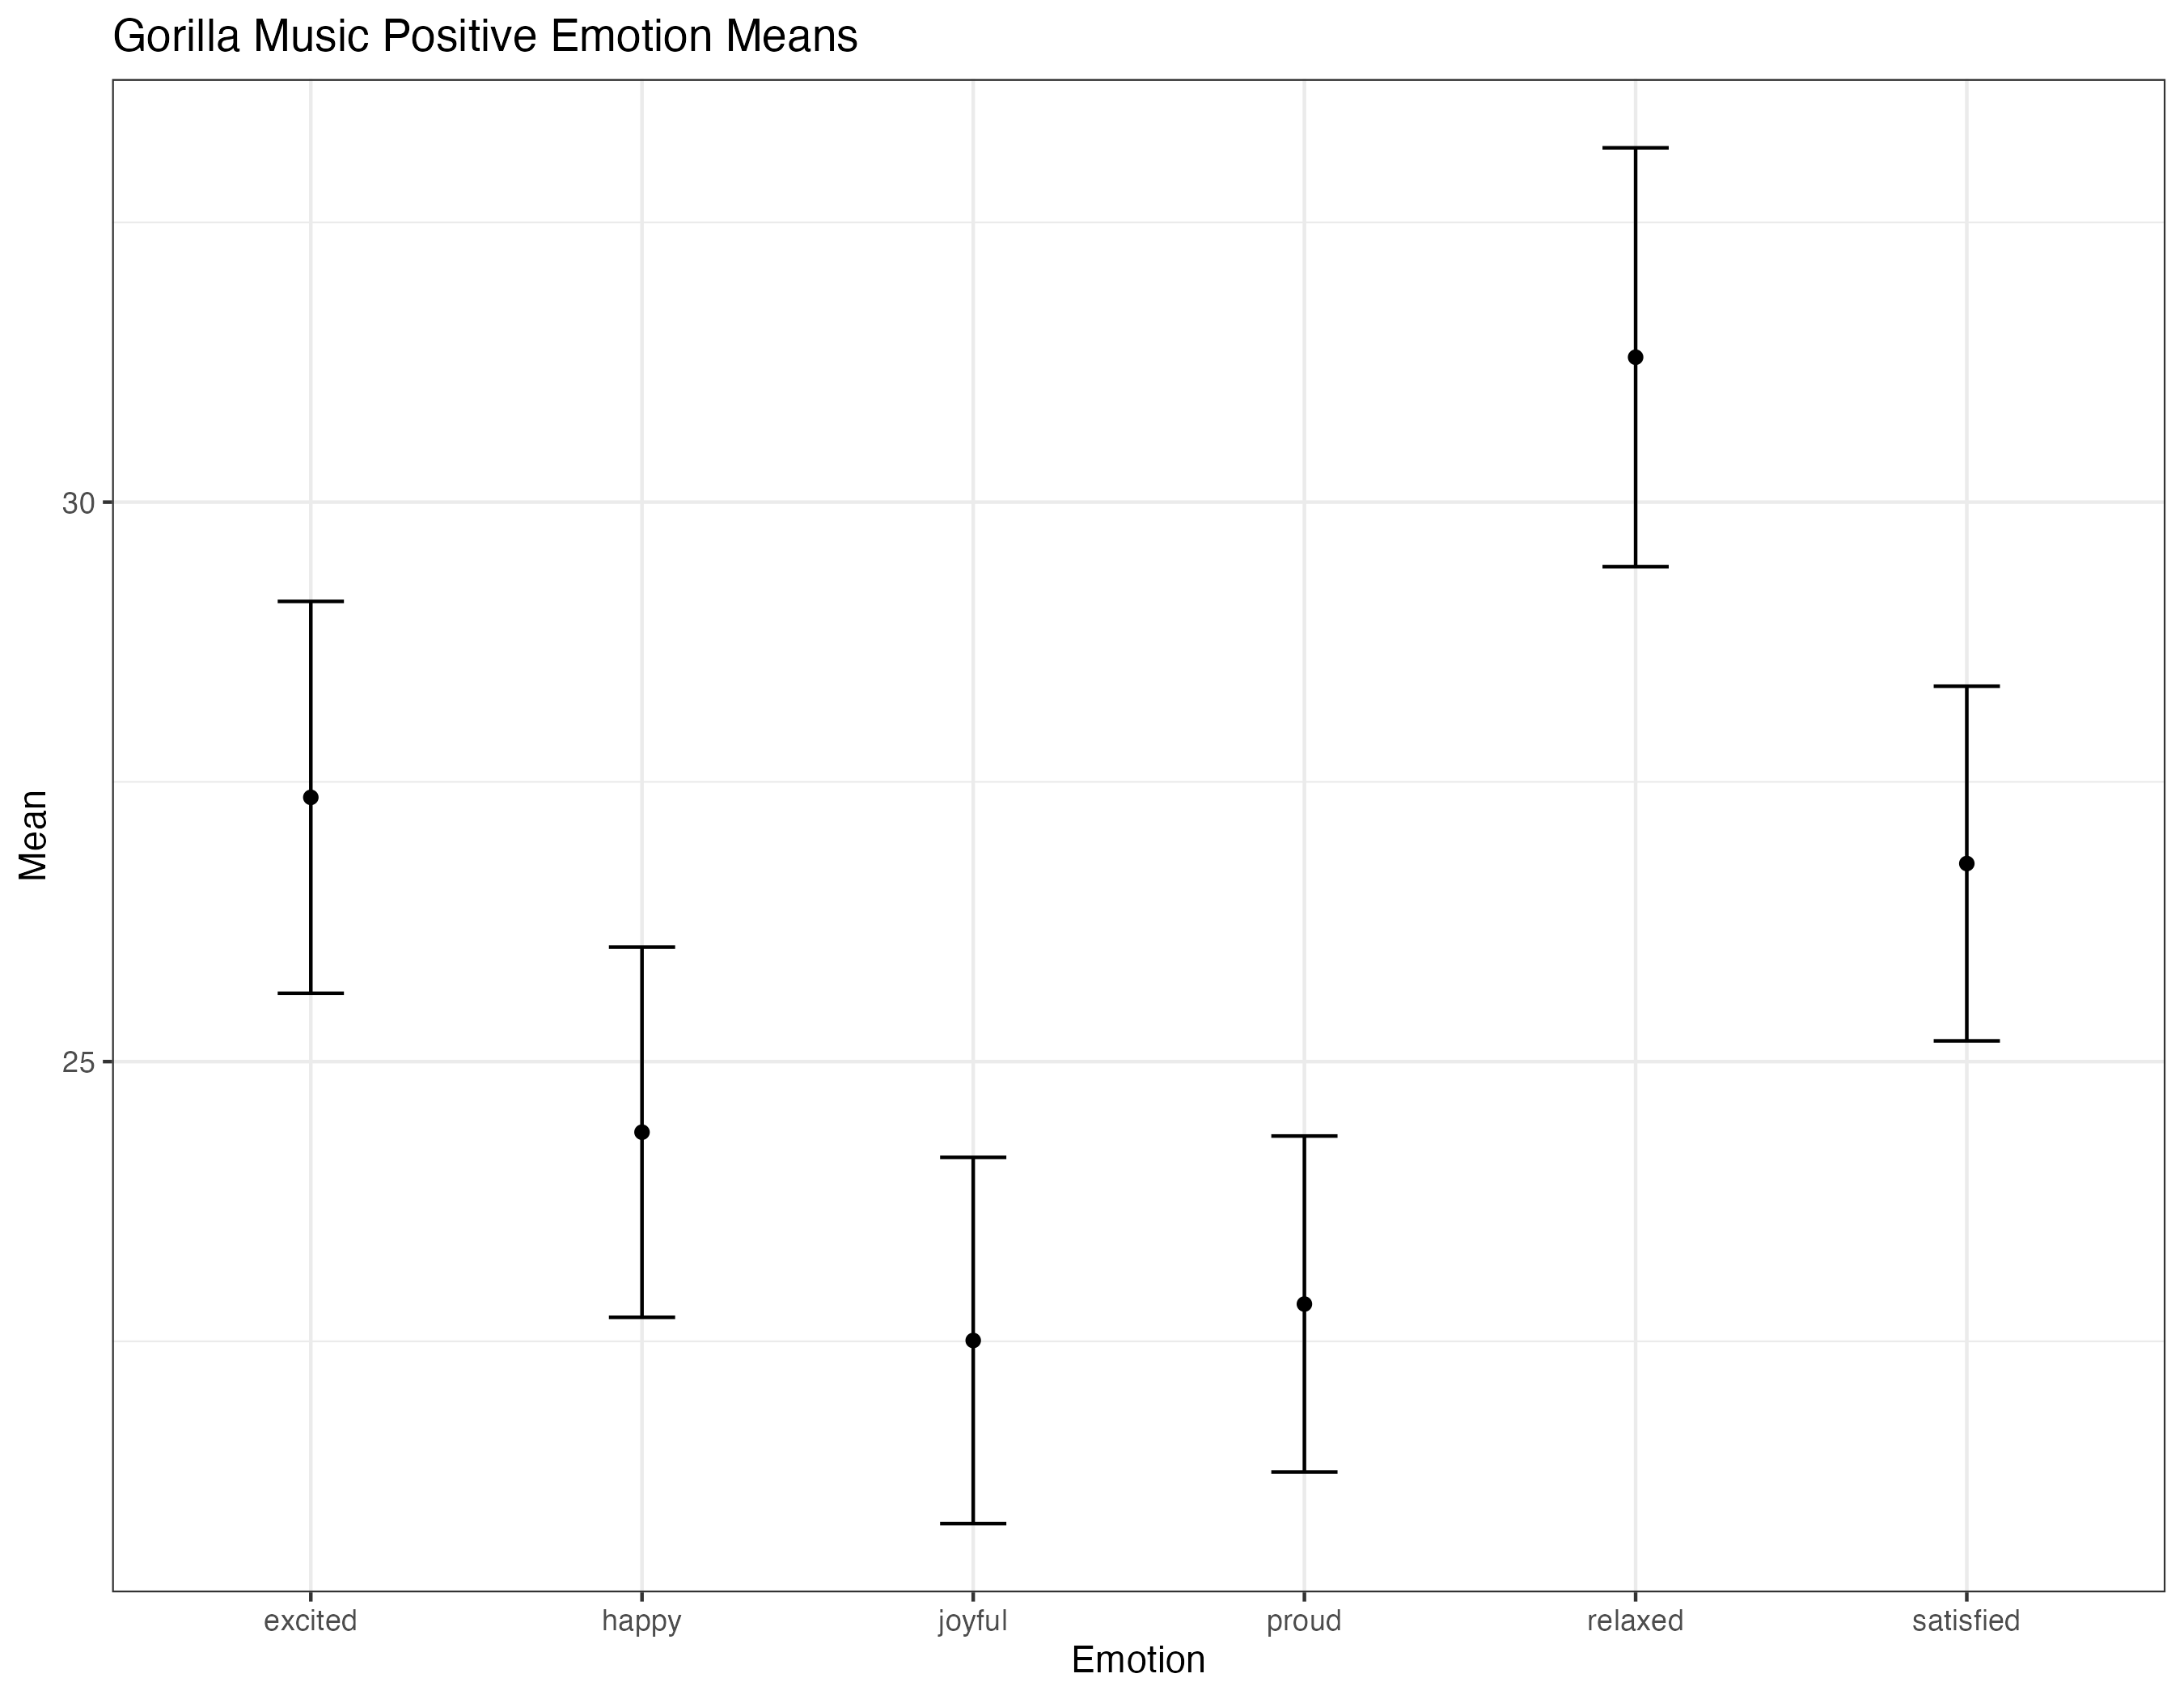 Gorilla Music Positive Emotion Means
Mean
30
25
excited happy joyful proud relaxed satisfied
Emotion